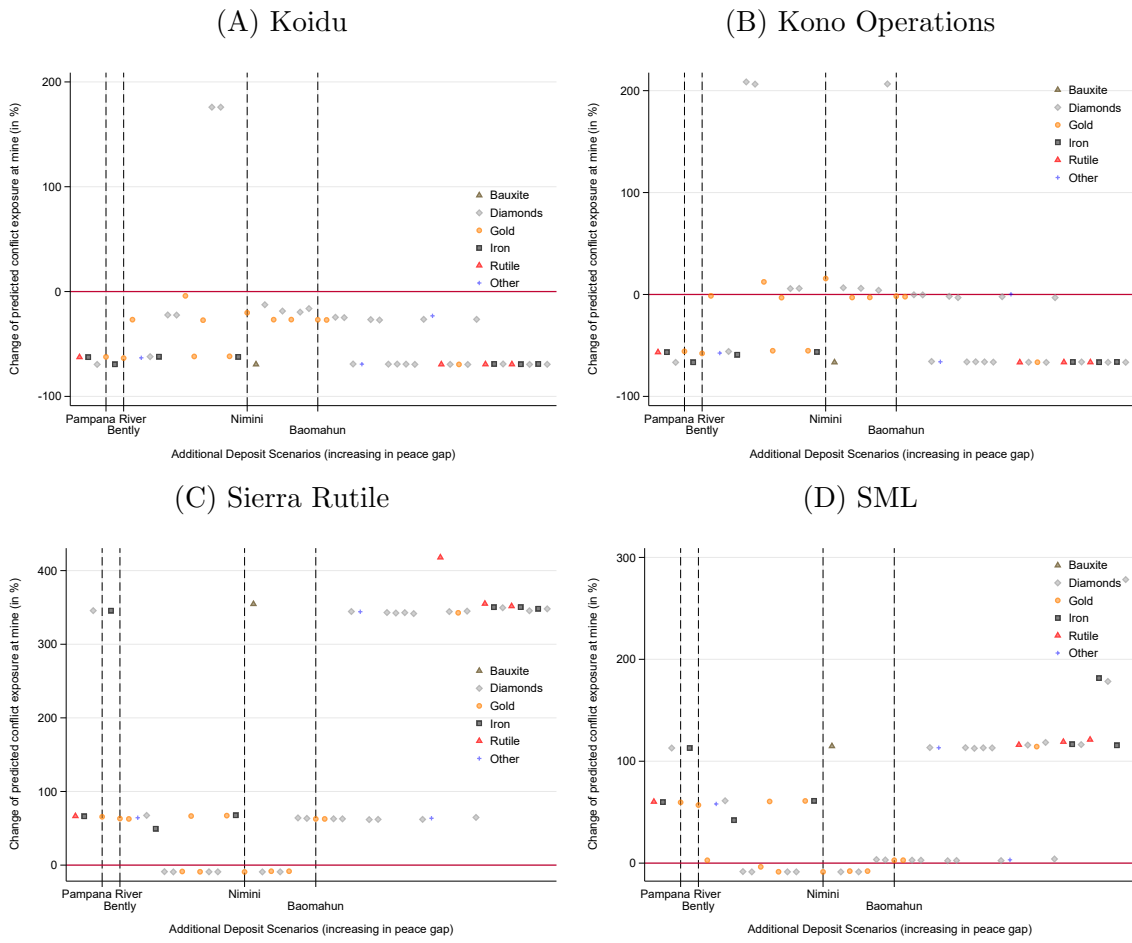 (A) Koidu
Change of predicted conflict exposure at mine (in %)
200
100
0
-100
Bauxite
Diamonds
Gold
Iron
Rutile
Other
Pampana River
Bently
Nimini
Baomahun
Additional Deposit Scenarios (increasing in peace gap)
(B) Kono Operations
Change of predicted conflict exposure at mine (in %)
200
100
0
-100
Bauxite
Diamonds
Gold
Iron
Rutile
Other
Pampana River
Bently
Nimini
Baomahun
Additional Deposit Scenarios (increasing in peace gap)
(C) Sierra Rutile
Change of predicted conflict exposure at mine (in %)
400
300
200
100
0
Bauxite
Diamonds
Gold
Iron
Rutile
Other
Pampana River
Bently
Nimini
Baomahun
Additional Deposit Scenarios (increasing in peace gap)
(D) SML
Change of predicted conflict exposure at mine (in %)
300
200
100
0
Bauxite
Diamonds
Gold
Iron
Rutile
Other
Pampana River
Bently
Nimini
Baomahun
Additional Deposit Scenarios (increasing in peace gap)